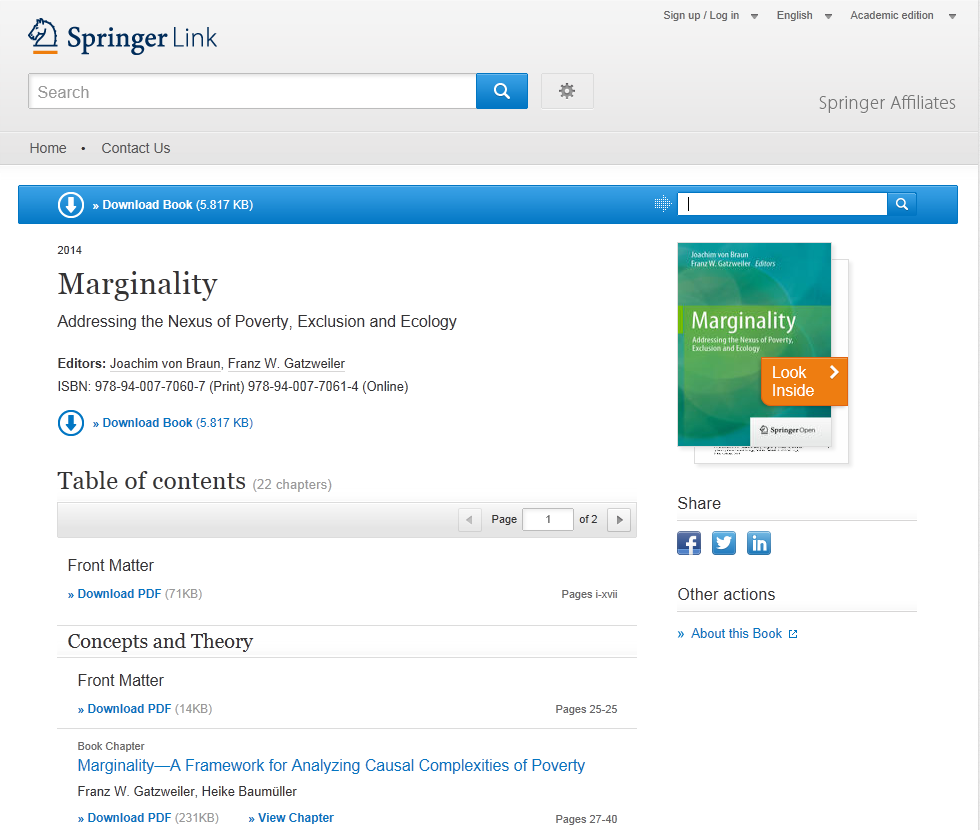 Sign up / Log in English Academic edition
Springer Link
Search
Springer Affiliates
Home • Contact Us
» Download Book (5.817 KB)
2014
Marginality
Addressing the Nexus of Poverty, Exclusion and Ecology
Editors: Joachim von Braun, Franz W. Gatzweiler
ISBN: 978-94-007-7060-7 (Print) 978-94-007-7061-4 (Online)
» Download Book (5.817 KB)
Joachim von Braun
Franz W. Gatzweiler Editors
Marginality
Addressing the Nexus of Poverty,
Exclusion and Ecology
Look
Inside
Springer Open
Table of contents (22 chapters)
Page 1 of 2
Front Matter
» Download PDF (71KB) Pages i-xvii
Concepts and Theory
Front Matter
» Download PDF (14KB) Pages 25-25
Book Chapter
Marginality—A Framework for Analyzing Causal Complexities of Poverty
Franz W. Gatzweiler, Heike Baumüller
» Download PDF (231KB) » View Chapter Pages 27-40
Share
Other actions
» About this Book